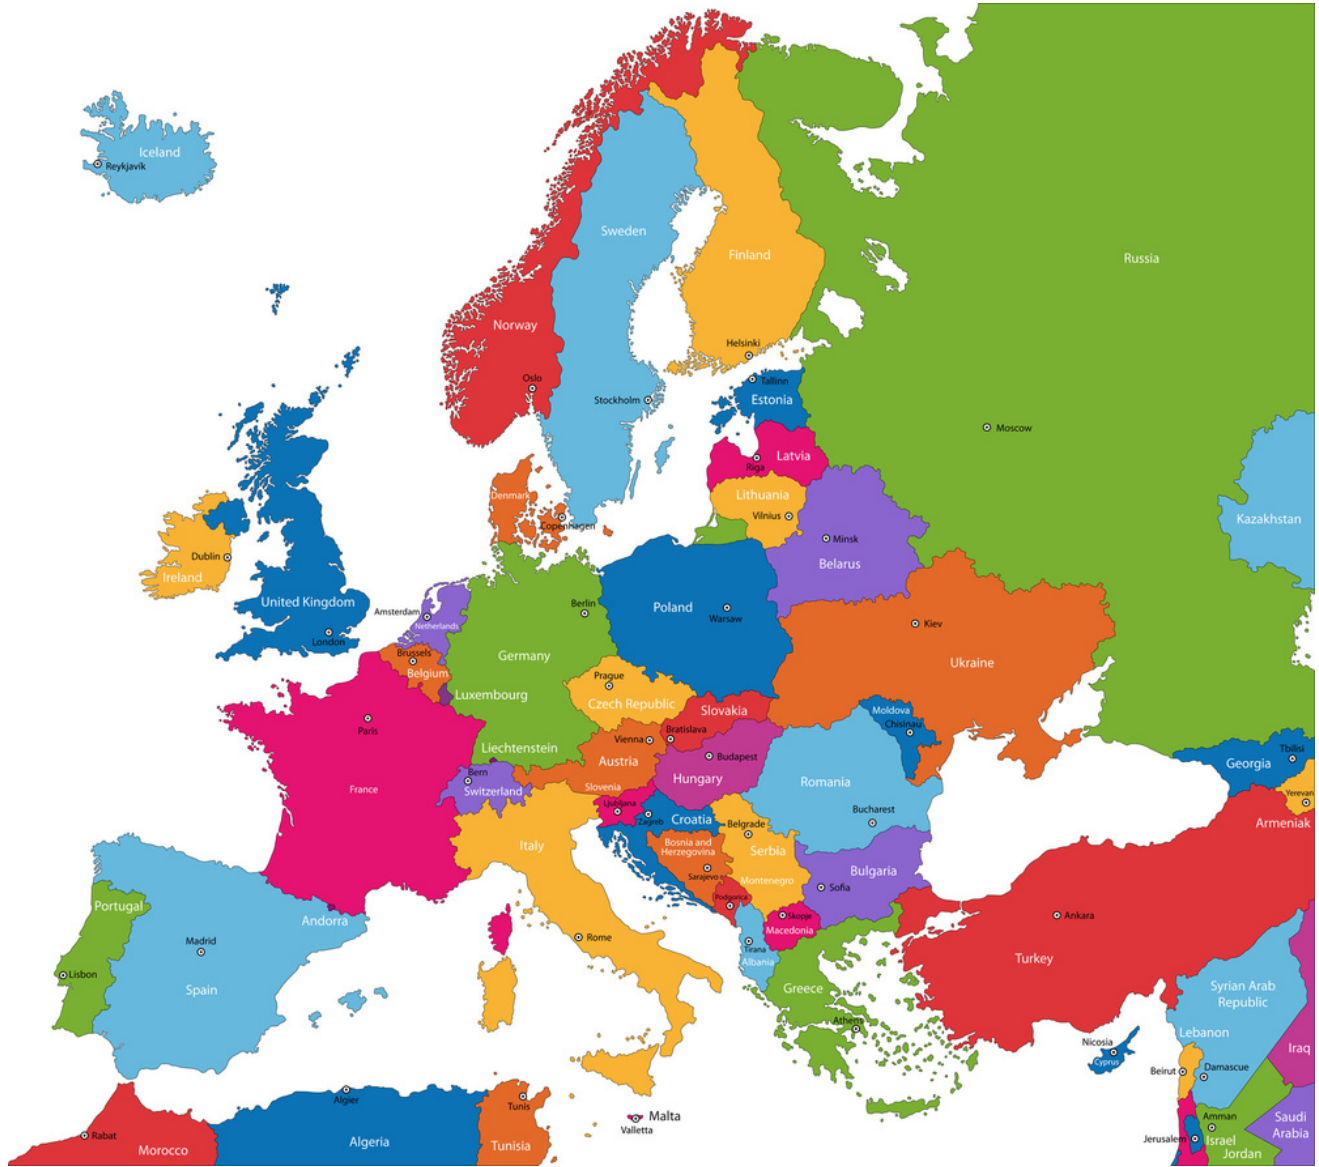 Iceland
Reykjavík
Sweden
Finland
Russia
Norway
Helsinki
Oslo
Tallinn
Stockholm
Estonia
Moscow
Latvia
Riga
Denmark
Lithuania
Vilnius
Kazakhstan
Copenhagen
Minsk
Dublin
Belarus
Ireland
United Kingdom
Amsterdam
Berlin
Poland
Warsaw
Netherlands
Kiev
London
Brussels
Germany
Ukraine
Belgium
Prague
Luxembourg
Czech Republic
Slovakia
Moldova
Chisinau
Paris
Bratislava
Vienna
Liechtenstein
Budapest
Tbilisi
Austria
Georgia
Bern
Hungary
Romania
France
Switzerland
Slovenia
Yerevan
Ljubljana
Bucharest
Zagreb
Croatia
Belgrade
Armeniak
Italy
Bosnia and
Herzegovina
Serbia
Sarajevo
Bulgaria
Montenegro
Sofia
Portugal
Podgorica
Andorra
Skopje
Ankara
Macedonia
Madrid
Rome
Tirana
Albania
Turkey
Lisbon
Spain
Greece
Syrian Arab
Republic
Athens
Lebanon
Nicosia
Cyprus
Iraq
Beirut
Damascue
Algier
Tunis
Malta
Valletta
Amman
Saudi
Arabia
Rabat
Jerusalem
Israel
Algeria
Morocco
Tunisia
Jordan